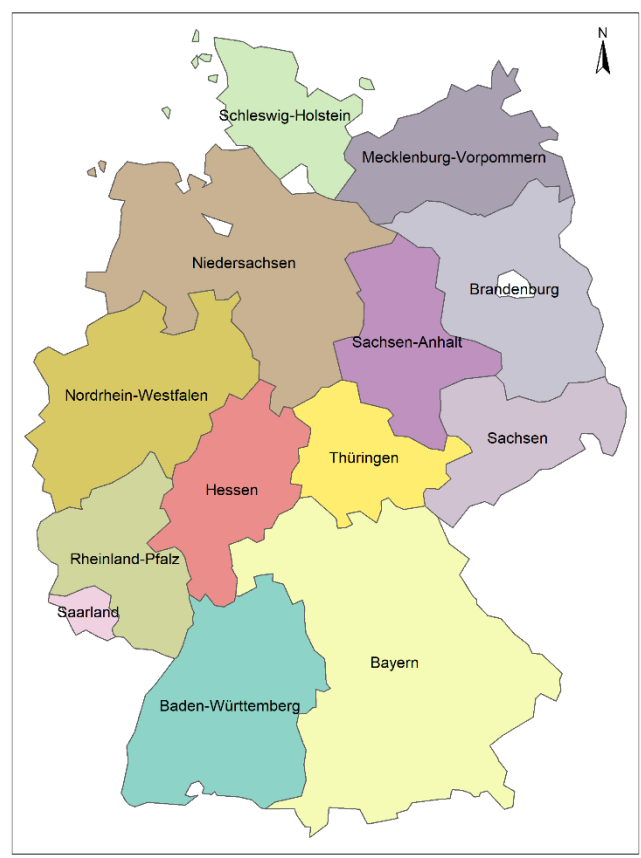 N
Schleswig-Holstein
Mecklenburg-Vorpommern
Niedersachsen
Brandenburg
Sachsen-Anhalt
Nordrhein-Westfalen
Sachsen
Thüringen
Hessen
Rheinland-Pfalz
Saarland
Bayern
Baden-Württemberg